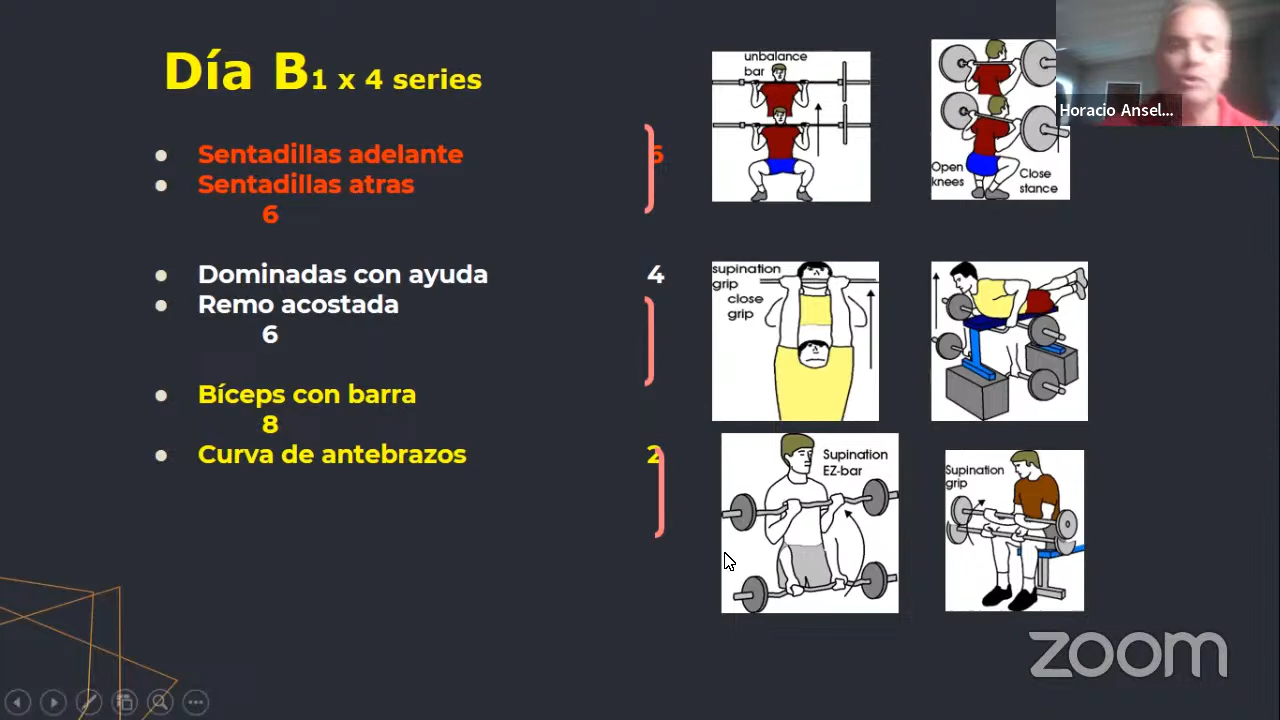 Día B1 x 4 series
Sentadillas adelante 6
Sentadillas atras
6
Dominadas con ayuda 4
Remo acostada
6
Bíceps con barra
8
Curva de antebrazos 2
unbalance
bar
Open
knees
Close
stance
Horacio Ansel...
supination
grip
close
grip
Supination
EZ-bar
Supination
grip
zoom